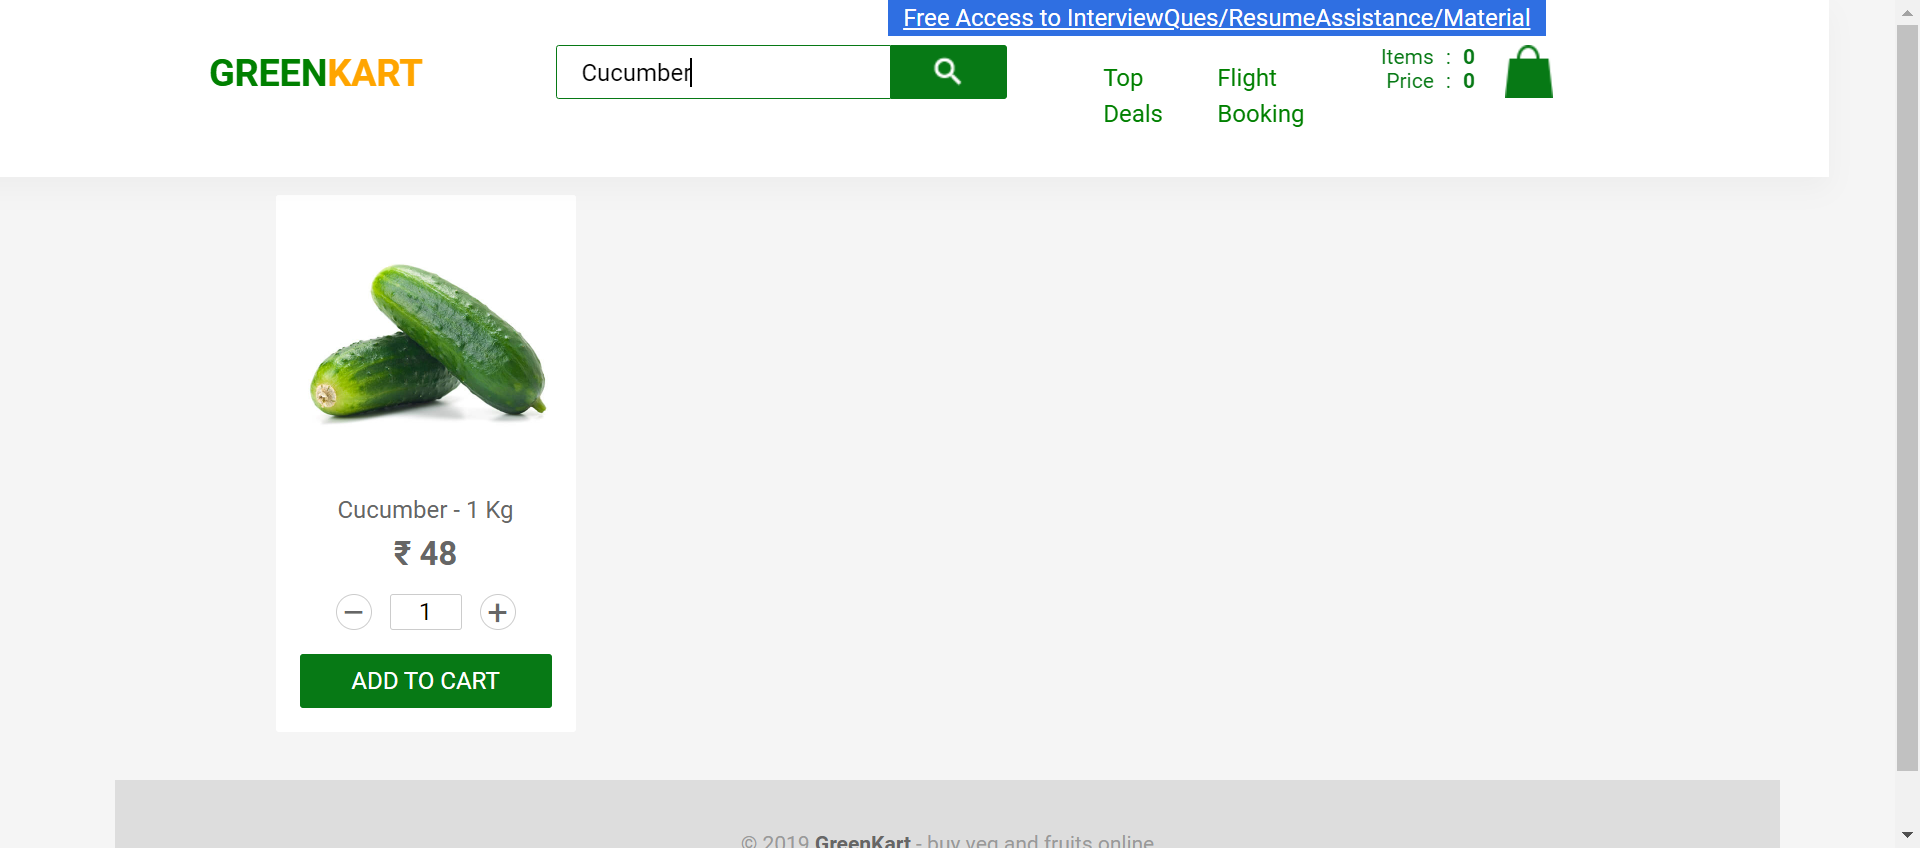 Free Access to InterviewQues/ResumeAssistance/Material
GREENKART
Cucumber
Top Deals
Flight Booking
Items : 0
Price : 0
Cucumber - 1 Kg
₹ 48
1
ADD TO CART
© 2019 GreenKart - buy veg and fruits online